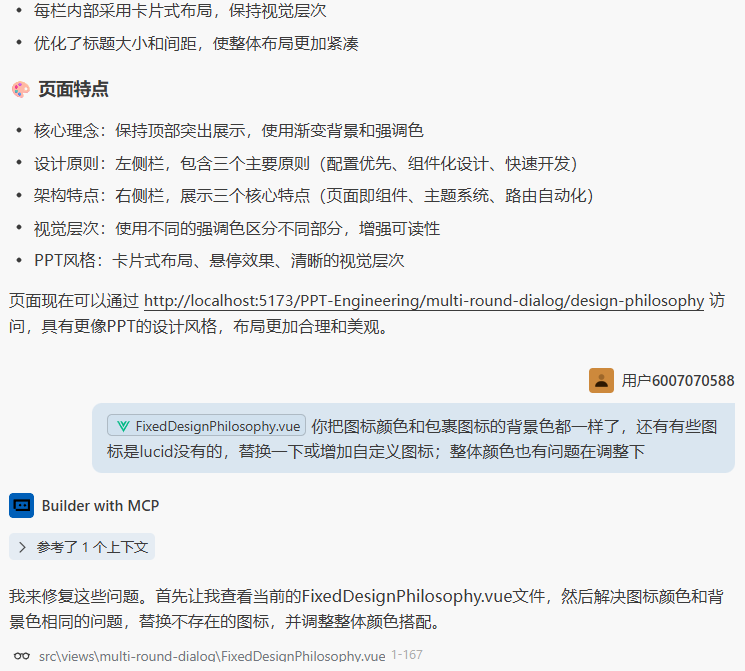 • 每栏内部采用卡片式布局，保持视觉层次
• 优化了标题大小和间距，使整体布局更加紧凑
🎨 页面特点
• 核心理念：保持顶部突出展示，使用渐变背景和强调色
• 设计原则：左侧栏，包含三个主要原则（配置优先、组件化设计、快速开发）
• 架构特点：右侧栏，展示三个核心特点（页面即组件、主题系统、路由自动化）
• 视觉层次：使用不同的强调色区分不同部分，增强可读性
• PPT风格：卡片式布局、悬停效果、清晰的视觉层次
页面现在可以通过 http://localhost:5173/PPT-Engineering/multi-round-dialog/design-philosophy 访
问，具有更像PPT的设计风格，布局更加合理和美观。
用户6007070588
FixedDesignPhilosophy.vue 你把图标颜色和包裹图标的背景色都一样了，还有有些图
标是lucid没有的，替换一下或增加自定义图标；整体颜色也有问题在调整下
Builder with MCP
参考了 1 个上下文
我来修复这些问题。首先让我查看当前的FixedDesignPhilosophy.vue文件，然后解决图标颜色和背
景色相同的问题，替换不存在的图标，并调整整体颜色搭配。
src\views\multi-round-dialog\FixedDesignPhilosophy.vue 1-167